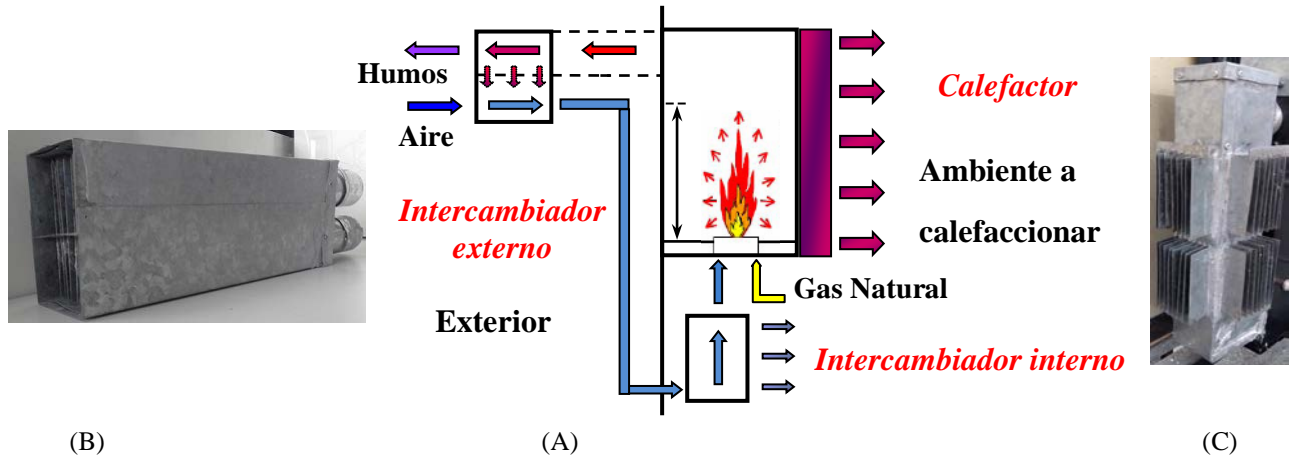 Humos
Aire
Intercambiador
externo
Exterior
Calefactor
Ambiente a
calefaccionar
Gas Natural
Intercambiador interno
(B)
(A)
(C)